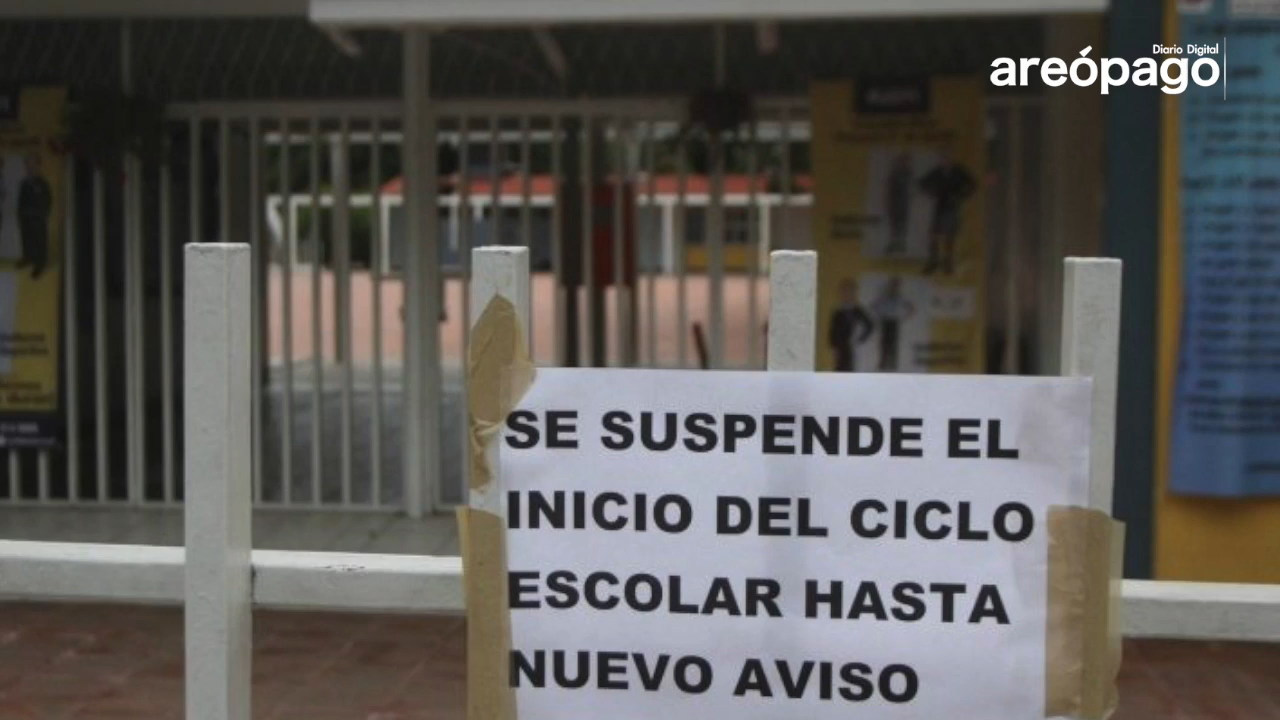 Diario Digital
areópago
SE SUSPENDE EL
INICIO DEL CICLO
ESCOLAR HASTA
NUEVO AVISO